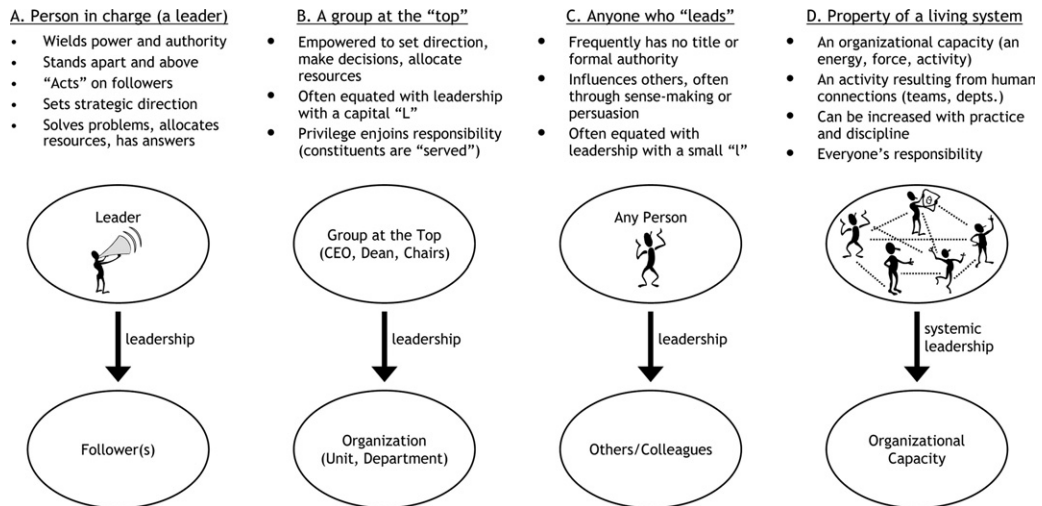 A. Person in charge (a leader)
• Wields power and authority
• Stands apart and above
• “Acts” on followers
• Sets strategic direction
• Solves problems, allocates
resources, has answers
Leader
leadership
Follower(s)
B. A group at the “top”
• Empowered to set direction,
make decisions, allocate
resources
• Often equated with leadership
with a capital “L”
• Privilege enjoins responsibility
(constituents are “served”)
Group at the Top
(CEO, Dean, Chairs)
leadership
Organization
(Unit, Department)
C. Anyone who “leads”
• Frequently has no title or
formal authority
• Influences others, often
through sense-making or
persuasion
• Often equated with
leadership with a small “l”
Any Person
leadership
Others/Colleagues
D. Property of a living system
• An organizational capacity (an
energy, force, activity)
• An activity resulting from human
connections (teams, depts.)
• Can be increased with practice
and discipline
• Everyone’s responsibility
systemic
leadership
Organizational
Capacity